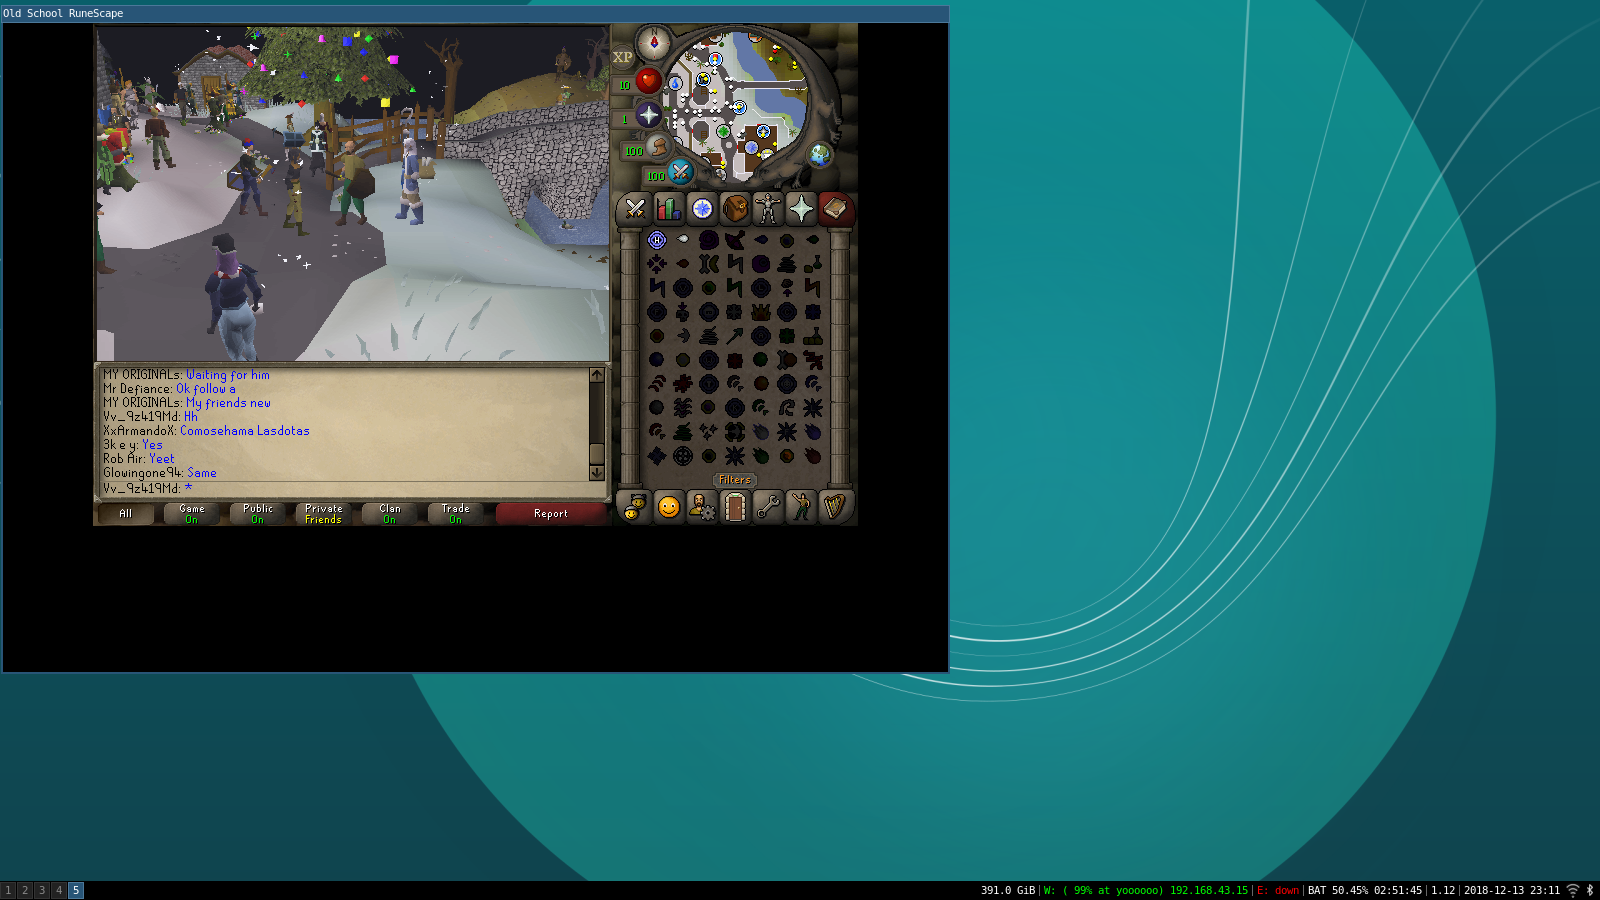 Old School RuneScape
N
XP
10
1
100
100
MY ORIGINALs: Waiting for him
Mr Defiance: Ok follow a
MY ORIGINALs: My friends new
Vv_9z419Md: Hh
XxArmandoX: Comosehama Lasdotas
3k e y: Yes
Rob Air: Yeet
Glowingone94: Same
Vv_9z419Md: *
Filters
All
Game
On
Public
On
Private
Friends
Clan
On
Trade
On
Report
1 2 3 4 5
391.0 GiB|W: ( 99% at yoooooo) 192.168.43.15|E: down|BAT 50.45% 02:51:45|1.12|2018-12-13 23:11